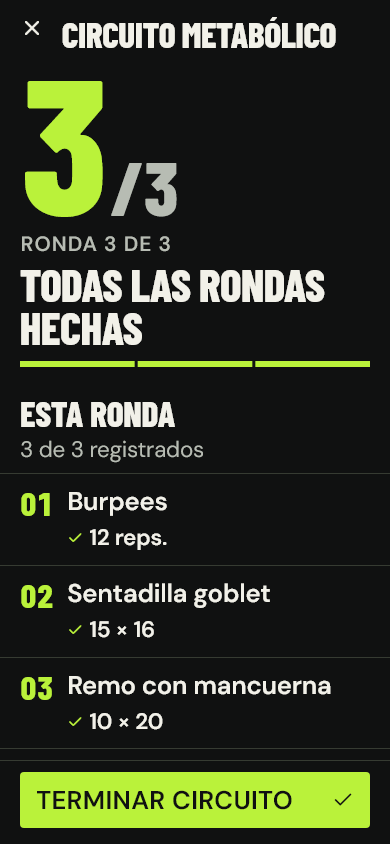 CIRCUITO METABÓLICO
3/3
RONDA 3 DE 3
TODAS LAS RONDAS
HECHAS
ESTA RONDA
3 de 3 registrados
01 Burpees
✓ 12 reps.
02 Sentadilla goblet
✓ 15 × 16
03 Remo con mancuerna
✓ 10 × 20
TERMINAR CIRCUITO ✓